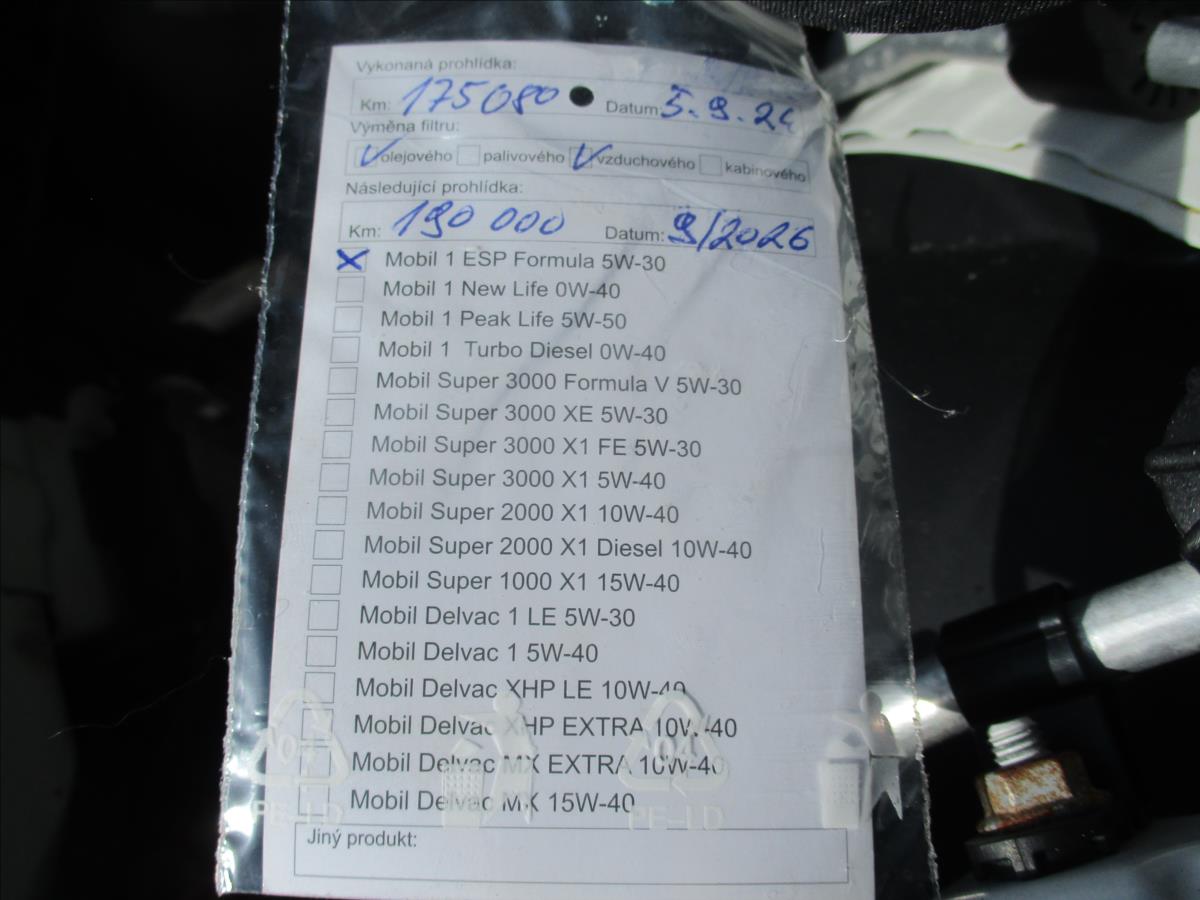 Vykonaná prohlídka:
Km: 175080 Datum: 5.9.24
Výměna filtru:
olejového palivového vzduchového kabinového
Následující prohlídka:
Km: 190 000 Datum: 9/2026
Mobil 1 ESP Formula 5W-30
Mobil 1 New Life 0W-40
Mobil 1 Peak Life 5W-50
Mobil 1 Turbo Diesel 0W-40
Mobil Super 3000 Formula V 5W-30
Mobil Super 3000 XE 5W-30
Mobil Super 3000 X1 FE 5W-30
Mobil Super 3000 X1 5W-40
Mobil Super 2000 X1 10W-40
Mobil Super 2000 X1 Diesel 10W-40
Mobil Super 1000 X1 15W-40
Mobil Delvac 1 LE 5W-30
Mobil Delvac 1 5W-40
Mobil Delvac XHP LE 10W-40
Mobil Delvac XHP EXTRA 10W-40
Mobil Delvac MX EXTRA 10W-40
Mobil Delvac MX 15W-40
04 04
PE-LD PE-LD
Jiný produkt: